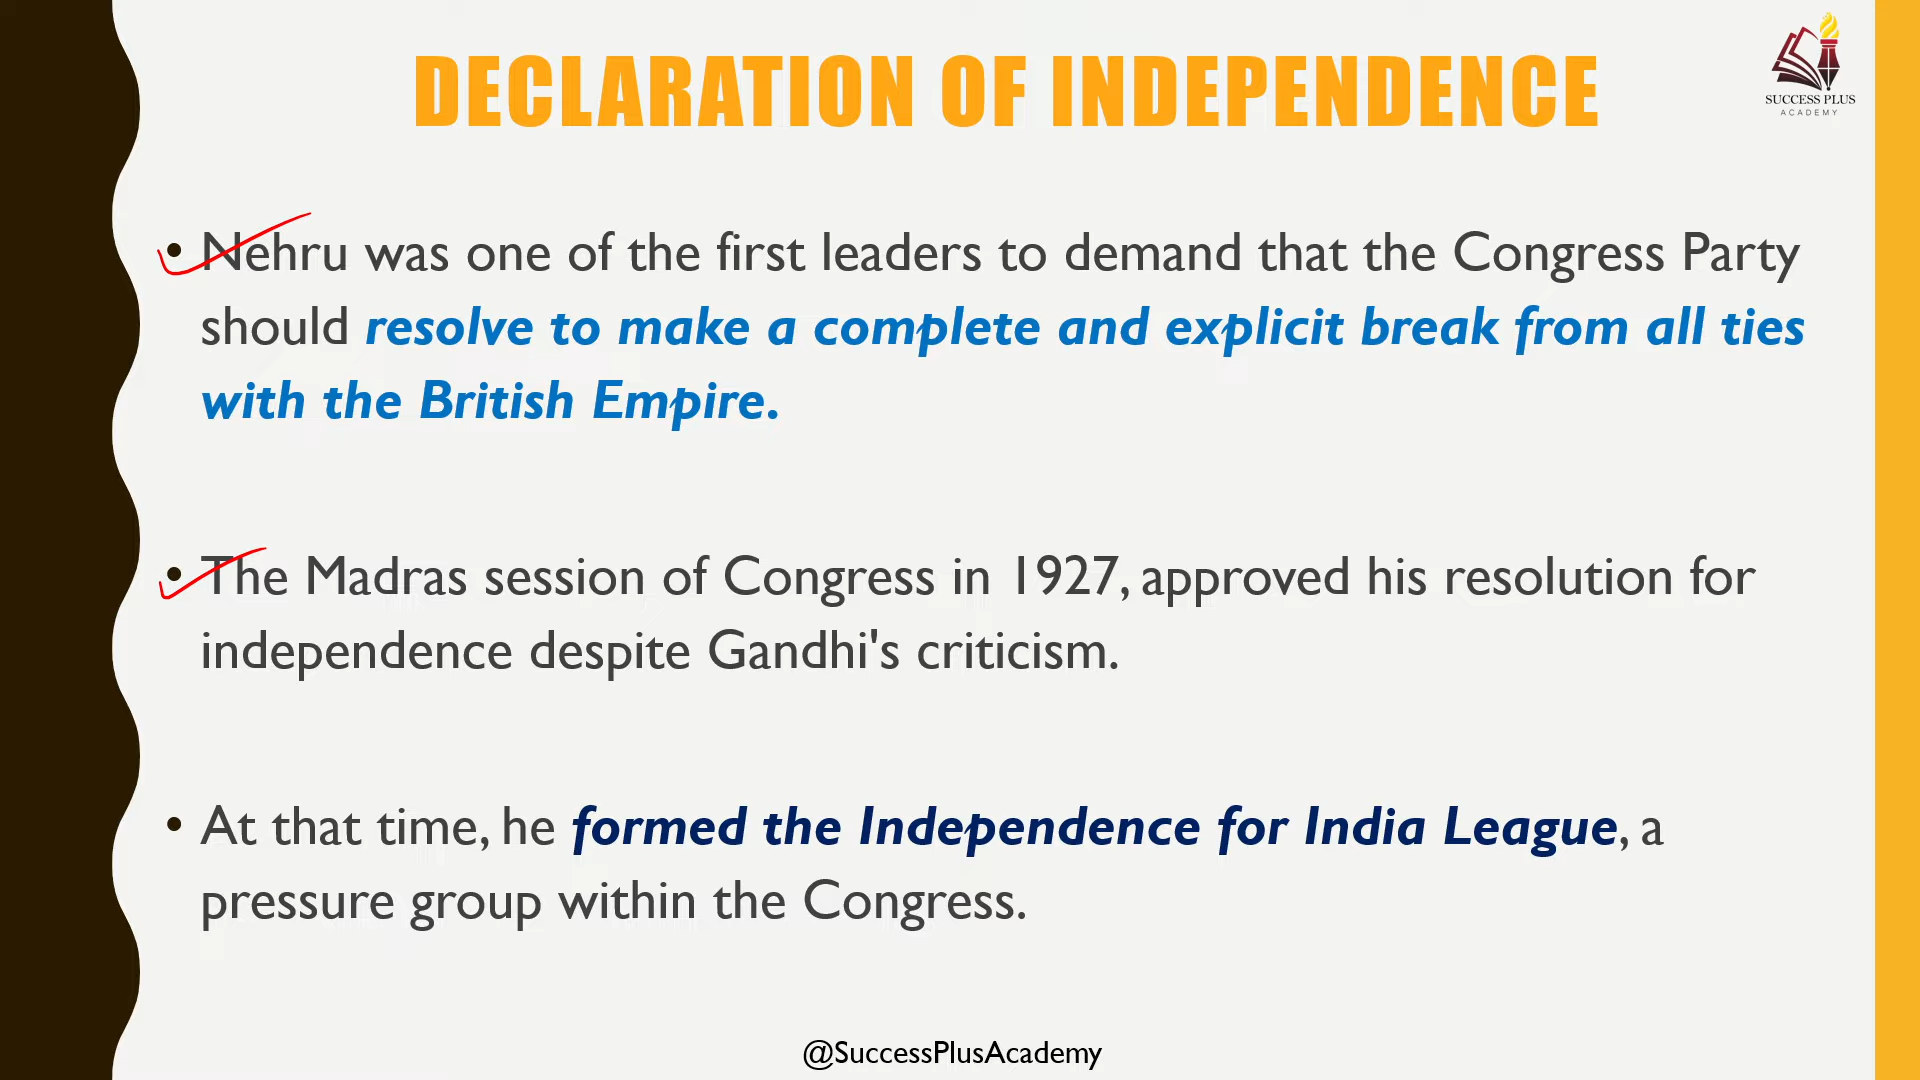 DECLARATION OF INDEPENDENCE
SUCCESS PLUS
ACADEMY
• Nehru was one of the first leaders to demand that the Congress Party
should resolve to make a complete and explicit break from all ties
with the British Empire.
• The Madras session of Congress in 1927, approved his resolution for
independence despite Gandhi's criticism.
• At that time, he formed the Independence for India League, a
pressure group within the Congress.
@SuccessPlusAcademy